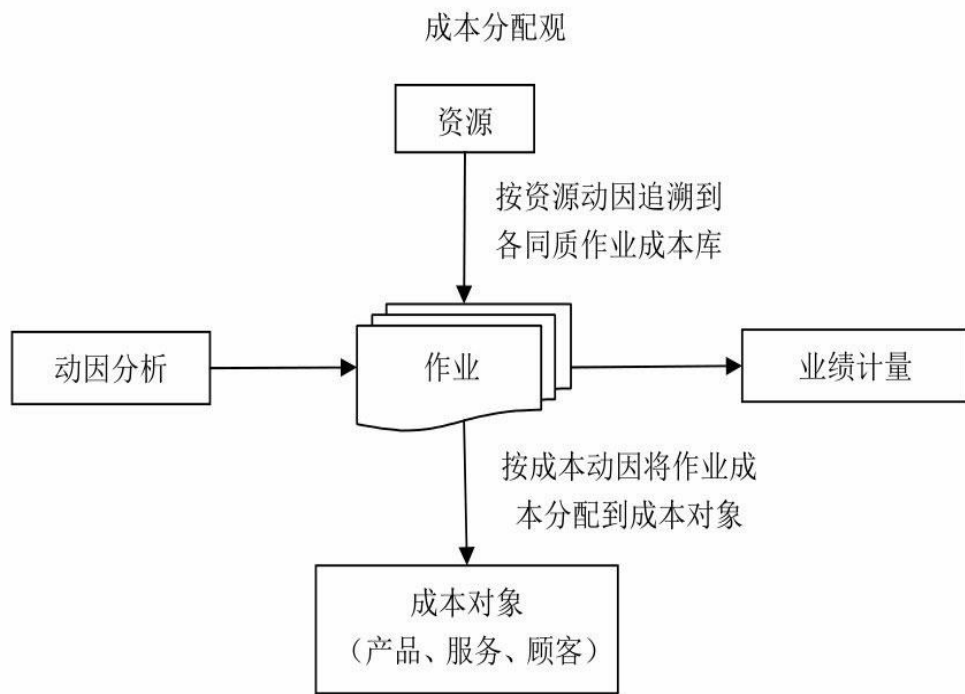 成本分配观
资源
按资源动因追溯到
各同质作业成本库
动因分析
作业
业绩计量
按成本动因将作业成
本分配到成本对象
成本对象
（产品、服务、顾客）